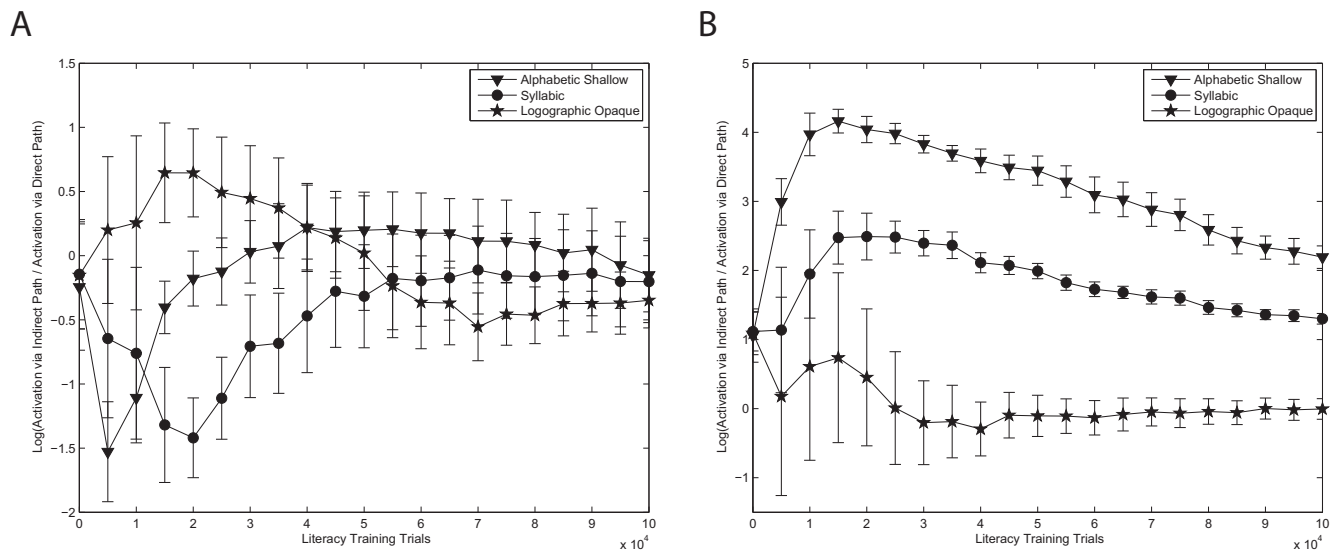 A
Log(Activation via Indirect Path / Activation via Direct Path)
1.5
1
0.5
0
−0.5
−1
−1.5
−2
Alphabetic Shallow
Syllabic
Logographic Opaque
0 1 2 3 4 5 6 7 8 9 10
Literacy Training Trials
x 10^4
B
Log(Activation via Indirect Path / Activation via Direct Path)
5
4
3
2
1
0
−1
Alphabetic Shallow
Syllabic
Logographic Opaque
0 1 2 3 4 5 6 7 8 9 10
Literacy Training Trials
x 10^4